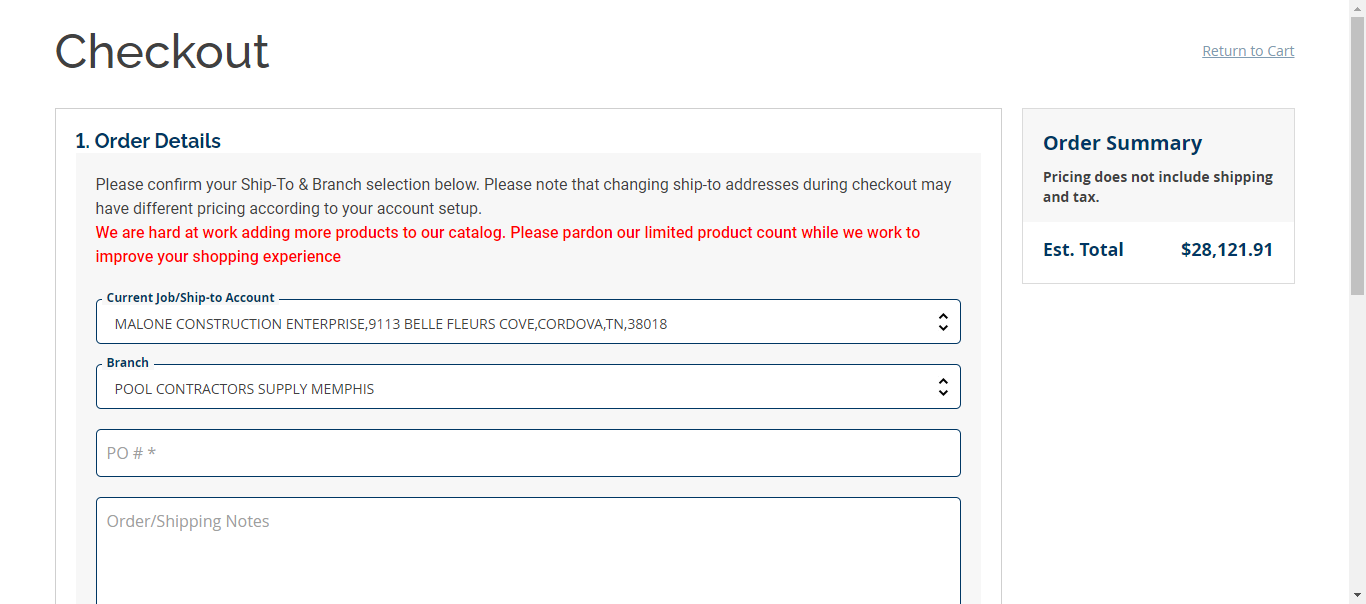 Checkout
Return to Cart
1. Order Details
Please confirm your Ship-To & Branch selection below. Please note that changing ship-to addresses during checkout may
have different pricing according to your account setup.
We are hard at work adding more products to our catalog. Please pardon our limited product count while we work to
improve your shopping experience
Current Job/Ship-to Account
MALONE CONSTRUCTION ENTERPRISE,9113 BELLE FLEURS COVE,CORDOVA,TN,38018
Branch
POOL CONTRACTORS SUPPLY MEMPHIS
PO # *
Order/Shipping Notes
Order Summary
Pricing does not include shipping
and tax.
Est. Total $28,121.91